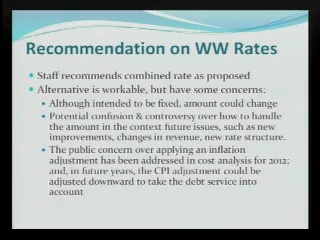 Recommendation on WW Rates
Staff recommends combined rate as proposed
Alternative is workable, but have some concerns:
Although intended to be fixed, amount could change
Potential confusion & controversy over how to handle
the amount in the context future issues, such as new
improvements, changes in revenue, new rate structure.
The public concern over applying an inflation
adjustment has been addressed in cost analysis for 2012;
and, in future years, the CPI adjustment could be
adjusted downward to take the debt service into
account